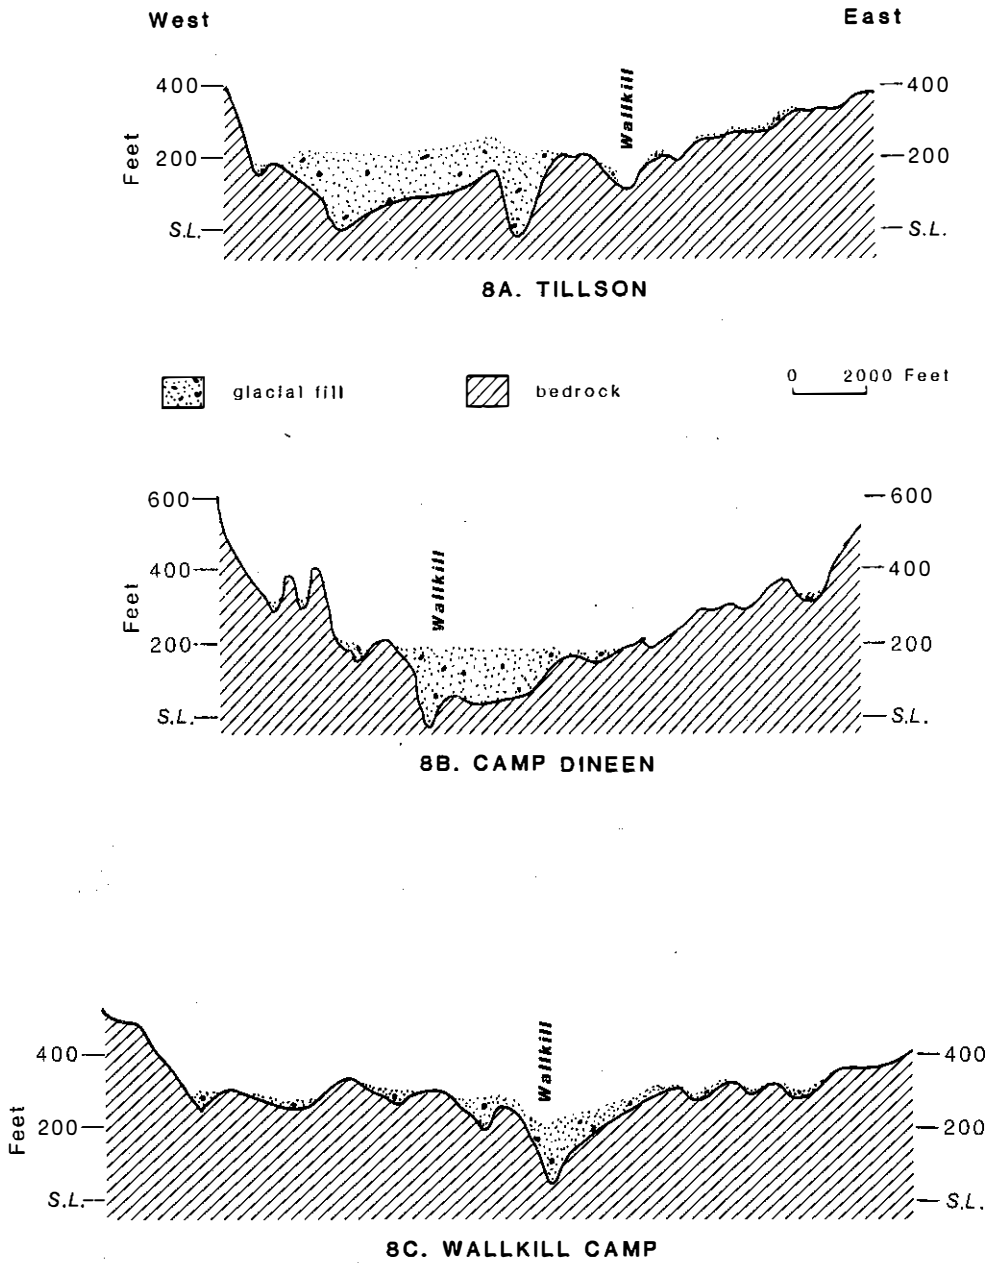 West East
400 400
Wallkill
Feet
200 200
S.L. S.L.
8A. TILLSON
glacial fill bedrock 0 2000 Feet
600 600
400 400
Wallkill
Feet
200 200
S.L. S.L.
8B. CAMP DINEEN
400 400
Wallkill
Feet
200 200
S.L. S.L.
8C. WALLKILL CAMP